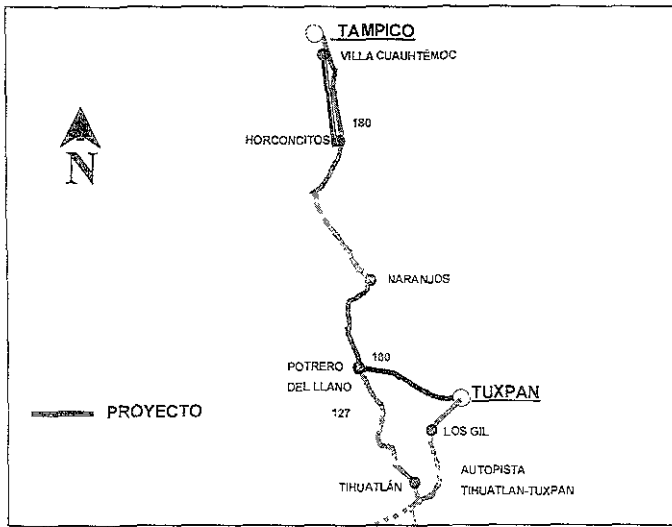 TAMPICO
VILLA CUAUHTÉMOC
180
HORCONCITOS
N
NARANJOS
180
POTRERO
DEL LLANO
TUXPAN
127
PROYECTO
LOS GIL
AUTOPISTA
TIHUATLAN-TUXPAN
TIHUATLÁN